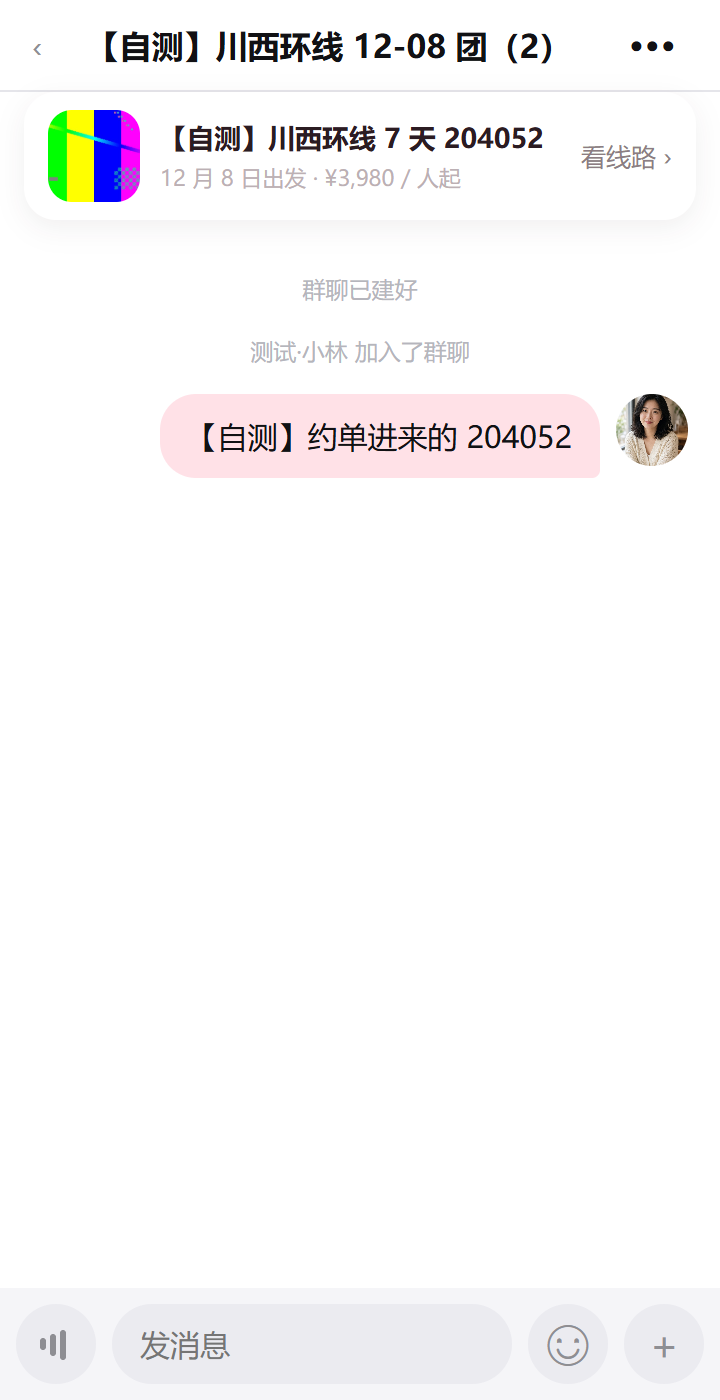 ‹ 【自测】川西环线 12-08 团（2） •••
【自测】川西环线 7 天 204052
12 月 8 日出发 · ¥3,980 / 人起
看线路 ›
群聊已建好
测试·小林 加入了群聊
【自测】约单进来的 204052
发消息
+